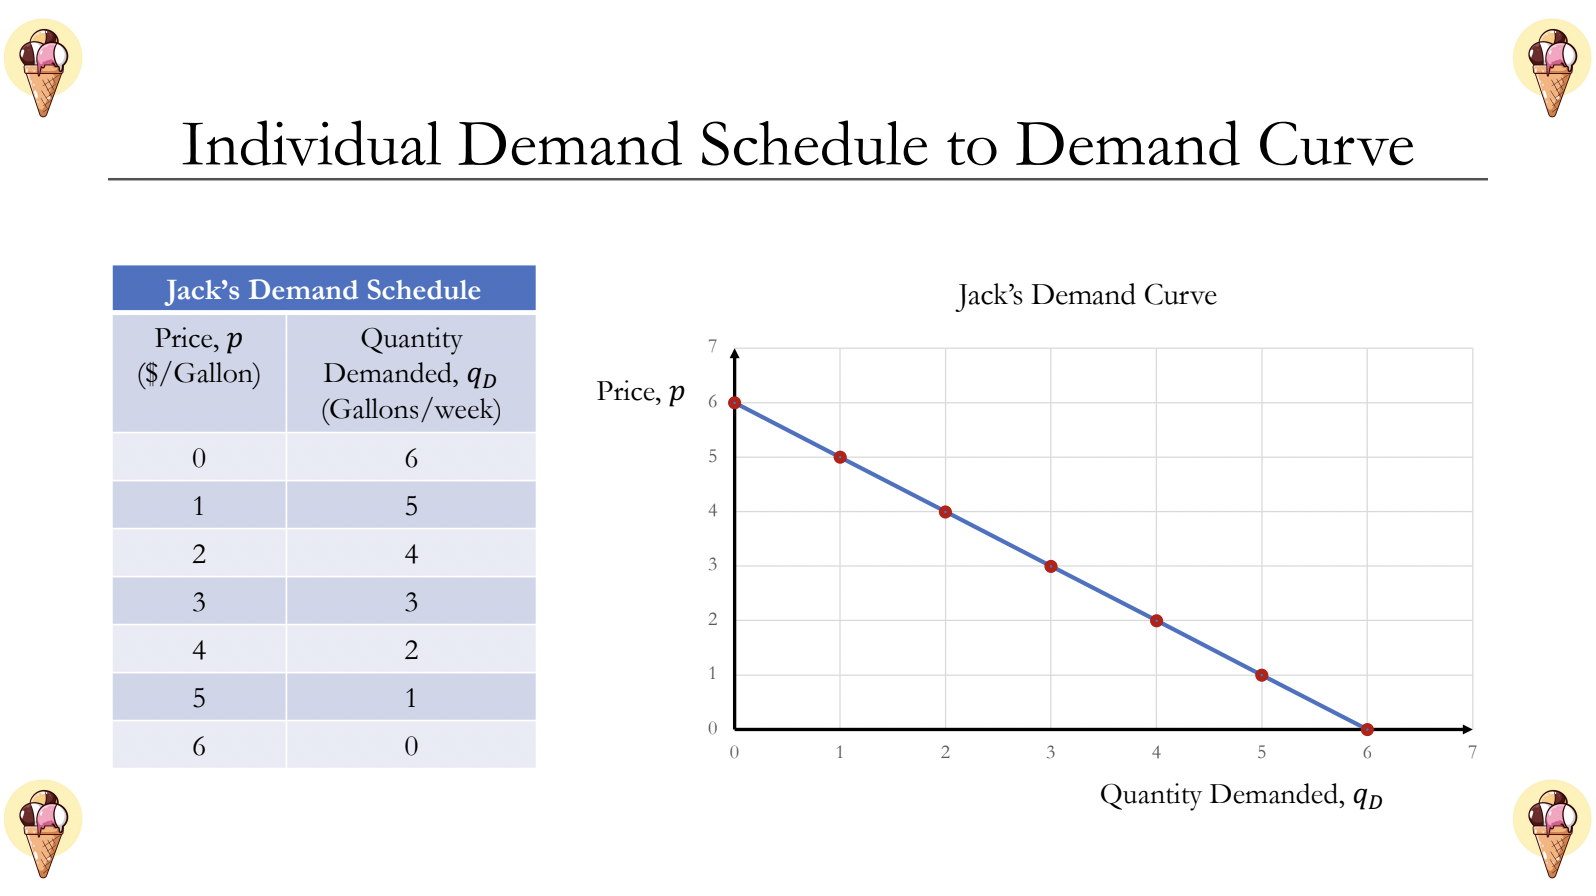 Individual Demand Schedule to Demand Curve
Jack’s Demand Schedule
Price, p
($/Gallon)
Quantity
Demanded, qD
(Gallons/week)
0 6
1 5
2 4
3 3
4 2
5 1
6 0
Jack’s Demand Curve
Price, p
7
6
5
4
3
2
1
0
0 1 2 3 4 5 6 7
Quantity Demanded, qD